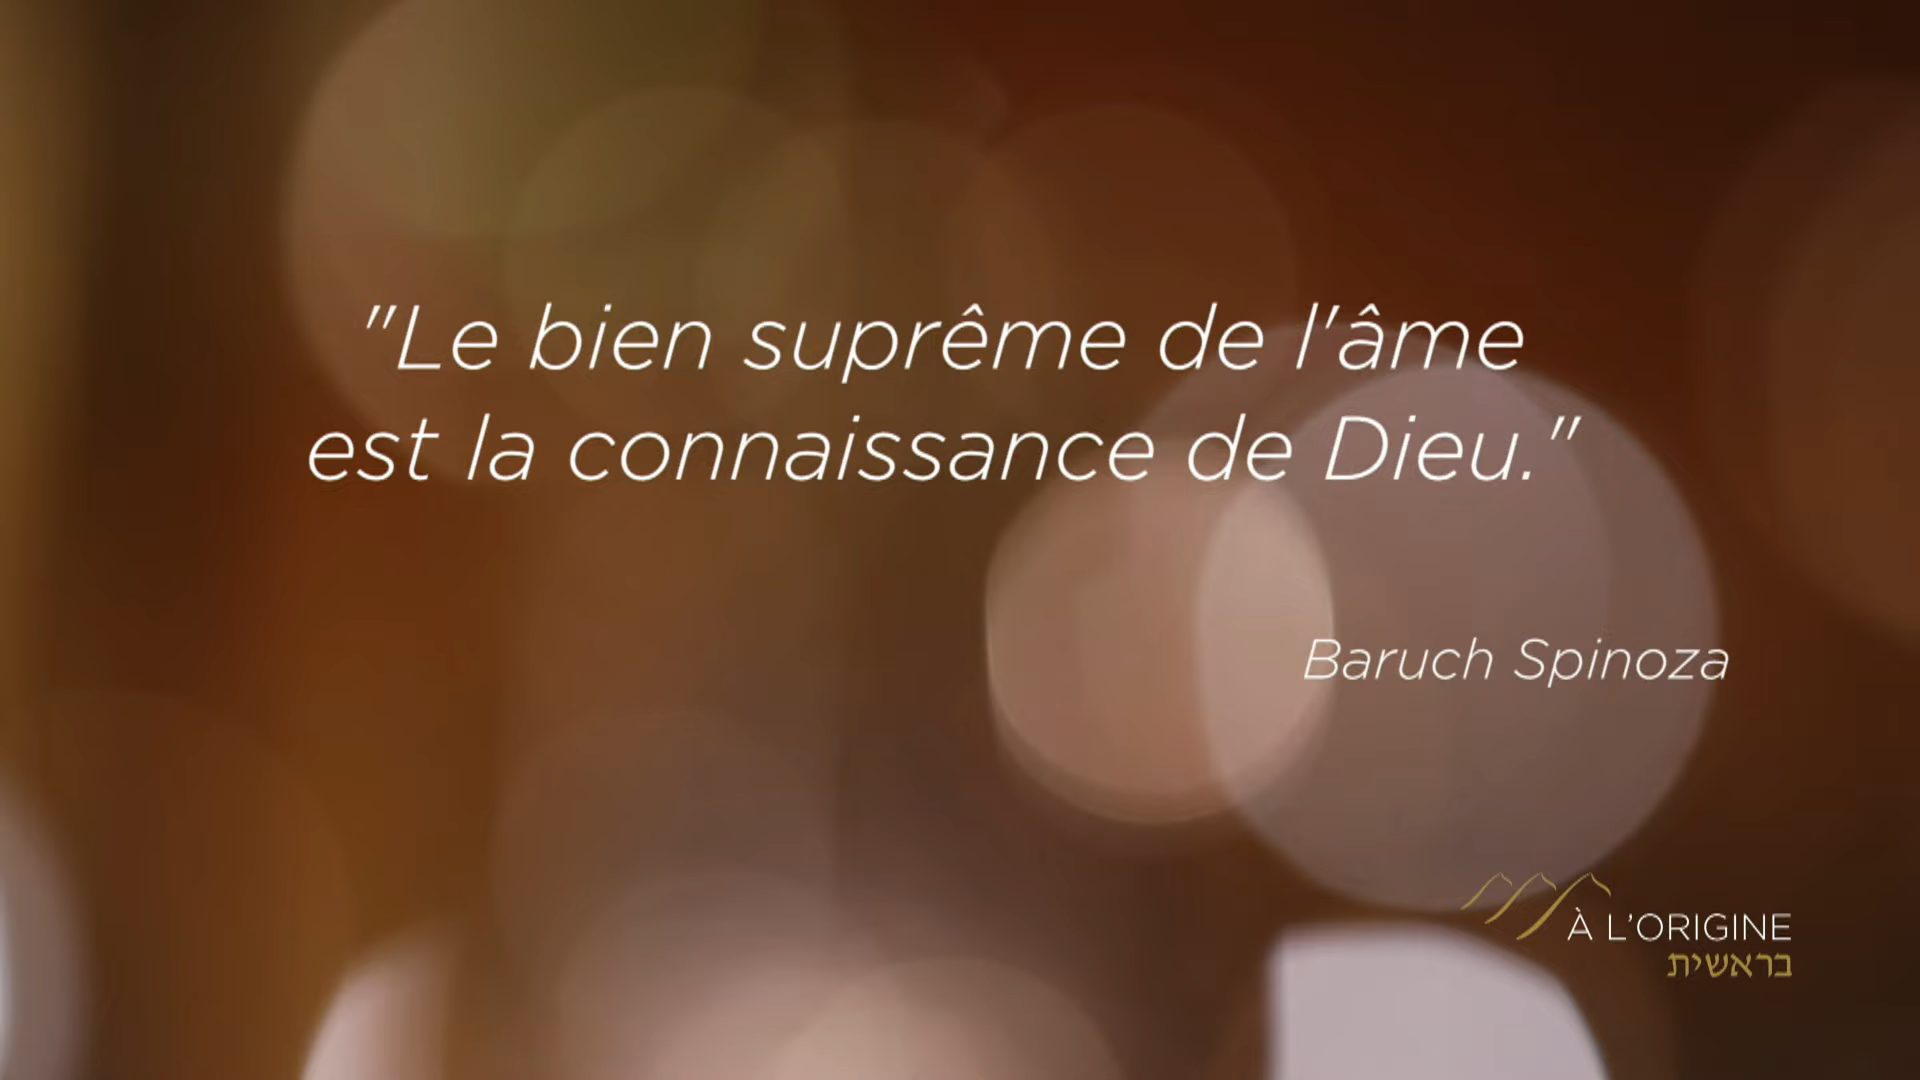 "Le bien suprême de l'âme
est la connaissance de Dieu."
Baruch Spinoza
À L'ORIGINE
בראשית